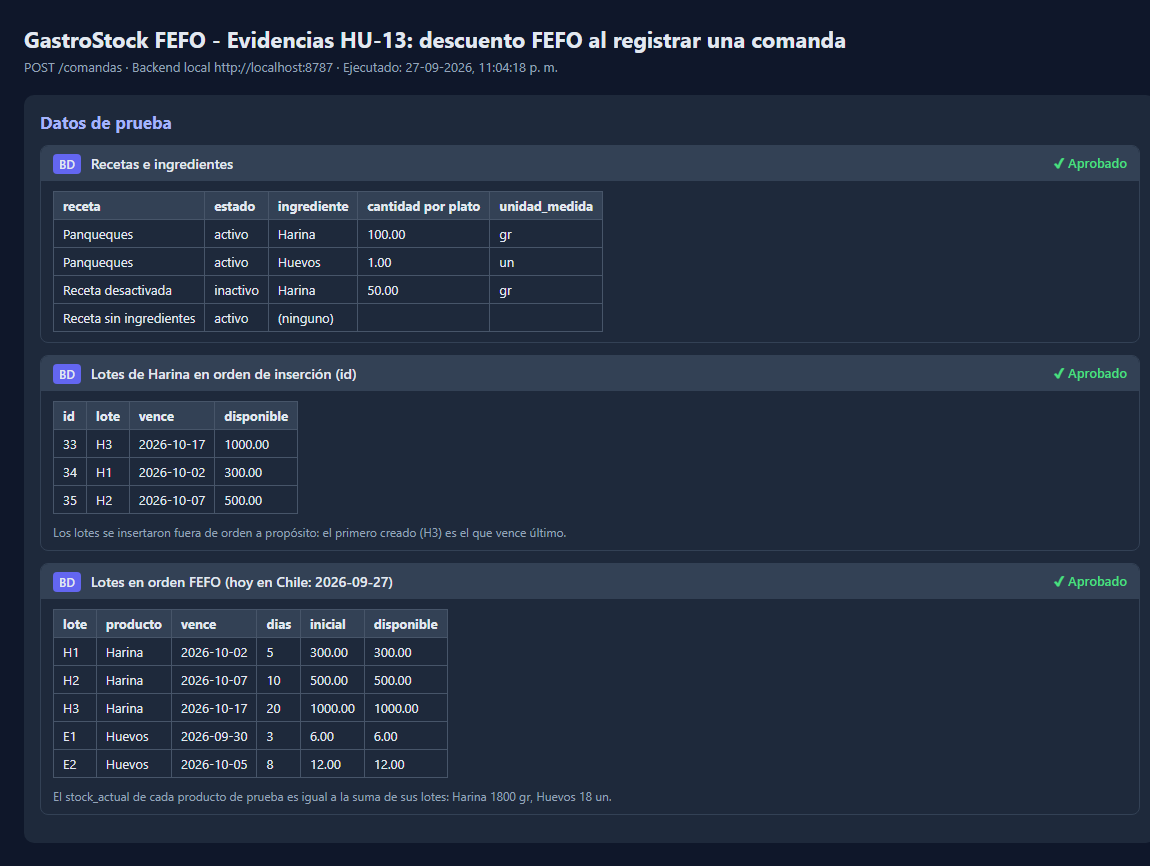 GastroStock FEFO - Evidencias HU-13: descuento FEFO al registrar una comanda
POST /comandas · Backend local http://localhost:8787 · Ejecutado: 27-09-2026, 11:04:18 p. m.
Datos de prueba
BD Recetas e ingredientes ✔ Aprobado
receta estado ingrediente cantidad por plato unidad_medida
Panqueques activo Harina 100.00 gr
Panqueques activo Huevos 1.00 un
Receta desactivada inactivo Harina 50.00 gr
Receta sin ingredientes activo (ninguno)
BD Lotes de Harina en orden de inserción (id) ✔ Aprobado
id lote vence disponible
33 H3 2026-10-17 1000.00
34 H1 2026-10-02 300.00
35 H2 2026-10-07 500.00
Los lotes se insertaron fuera de orden a propósito: el primero creado (H3) es el que vence último.
BD Lotes en orden FEFO (hoy en Chile: 2026-09-27) ✔ Aprobado
lote producto vence dias inicial disponible
H1 Harina 2026-10-02 5 300.00 300.00
H2 Harina 2026-10-07 10 500.00 500.00
H3 Harina 2026-10-17 20 1000.00 1000.00
E1 Huevos 2026-09-30 3 6.00 6.00
E2 Huevos 2026-10-05 8 12.00 12.00
El stock_actual de cada producto de prueba es igual a la suma de sus lotes: Harina 1800 gr, Huevos 18 un.